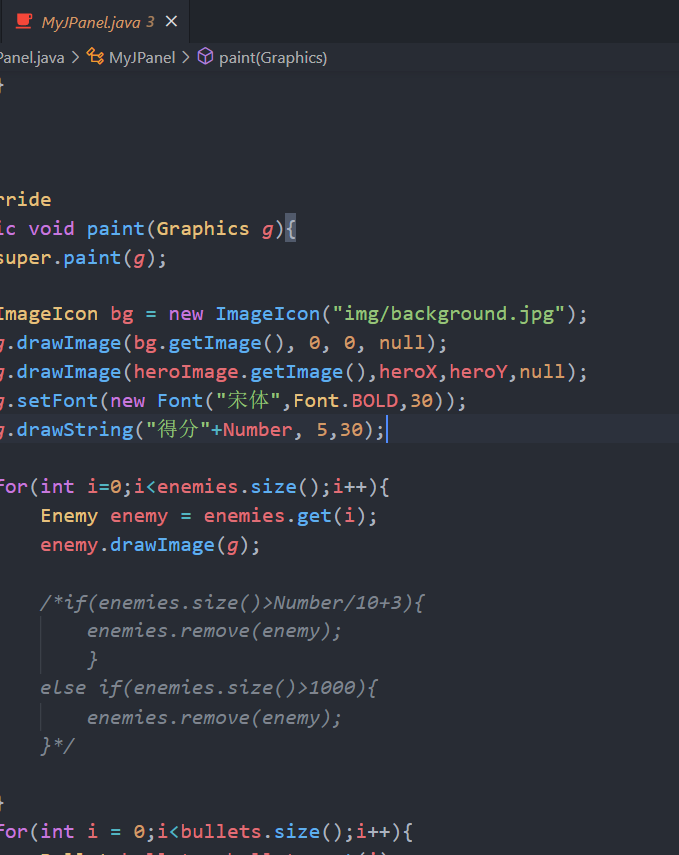 MyJPanel.java 3 ×
Panel.java > MyJPanel > paint(Graphics)
}
rride
ic void paint(Graphics g){
super.paint(g);
ImageIcon bg = new ImageIcon("img/background.jpg");
g.drawImage(bg.getImage(), 0, 0, null);
g.drawImage(heroImage.getImage(),heroX,heroY,null);
g.setFont(new Font("宋体",Font.BOLD,30));
g.drawString("得分"+Number, 5,30);
for(int i=0;i<enemies.size();i++){
Enemy enemy = enemies.get(i);
enemy.drawImage(g);
/*if(enemies.size()>Number/10+3){
enemies.remove(enemy);
}
else if(enemies.size()>1000){
enemies.remove(enemy);
}*/
}
for(int i = 0;i<bullets.size();i++){